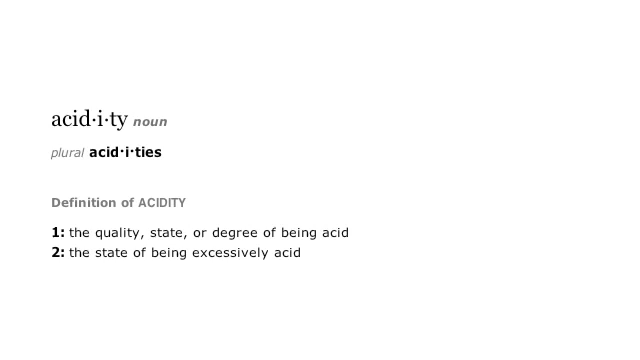 acid·i·ty noun
plural acid·i·ties
Definition of ACIDITY
1: the quality, state, or degree of being acid
2: the state of being excessively acid